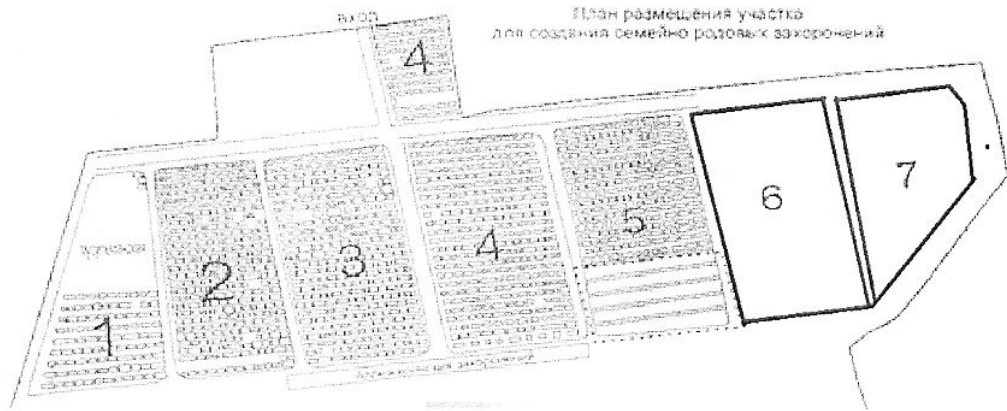 вход
План размещения участка
для создания семейно родовых захоронений
4
1
2
3
4
5
6
7